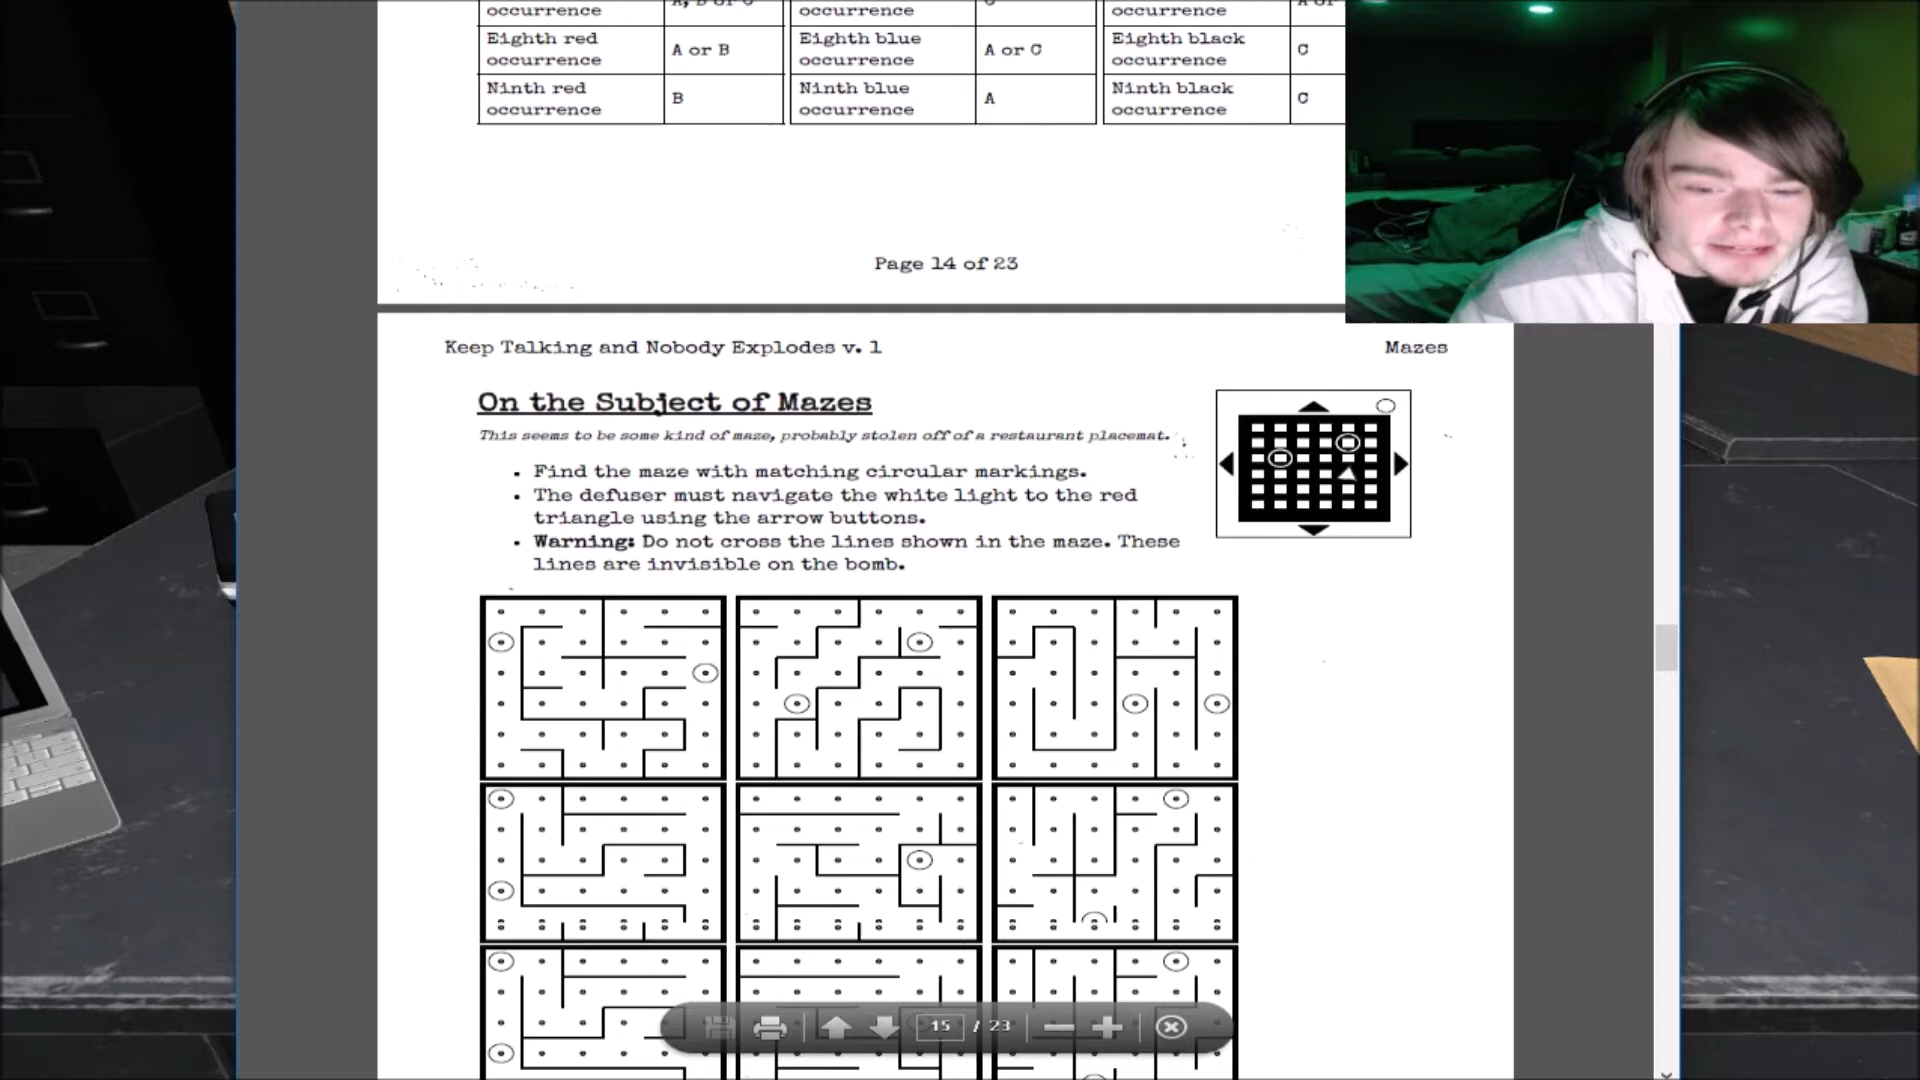 occurrence occurrence occurrence
Eighth red occurrence A or B Eighth blue occurrence A or C Eighth black occurrence C
Ninth red occurrence B Ninth blue occurrence A Ninth black occurrence C
Page 14 of 23
Keep Talking and Nobody Explodes v. 1 Mazes
On the Subject of Mazes
This seems to be some kind of maze, probably stolen off of a restaurant placemat.
• Find the maze with matching circular markings.
• The defuser must navigate the white light to the red
triangle using the arrow buttons.
• Warning: Do not cross the lines shown in the maze. These
lines are invisible on the bomb.
15 / 23